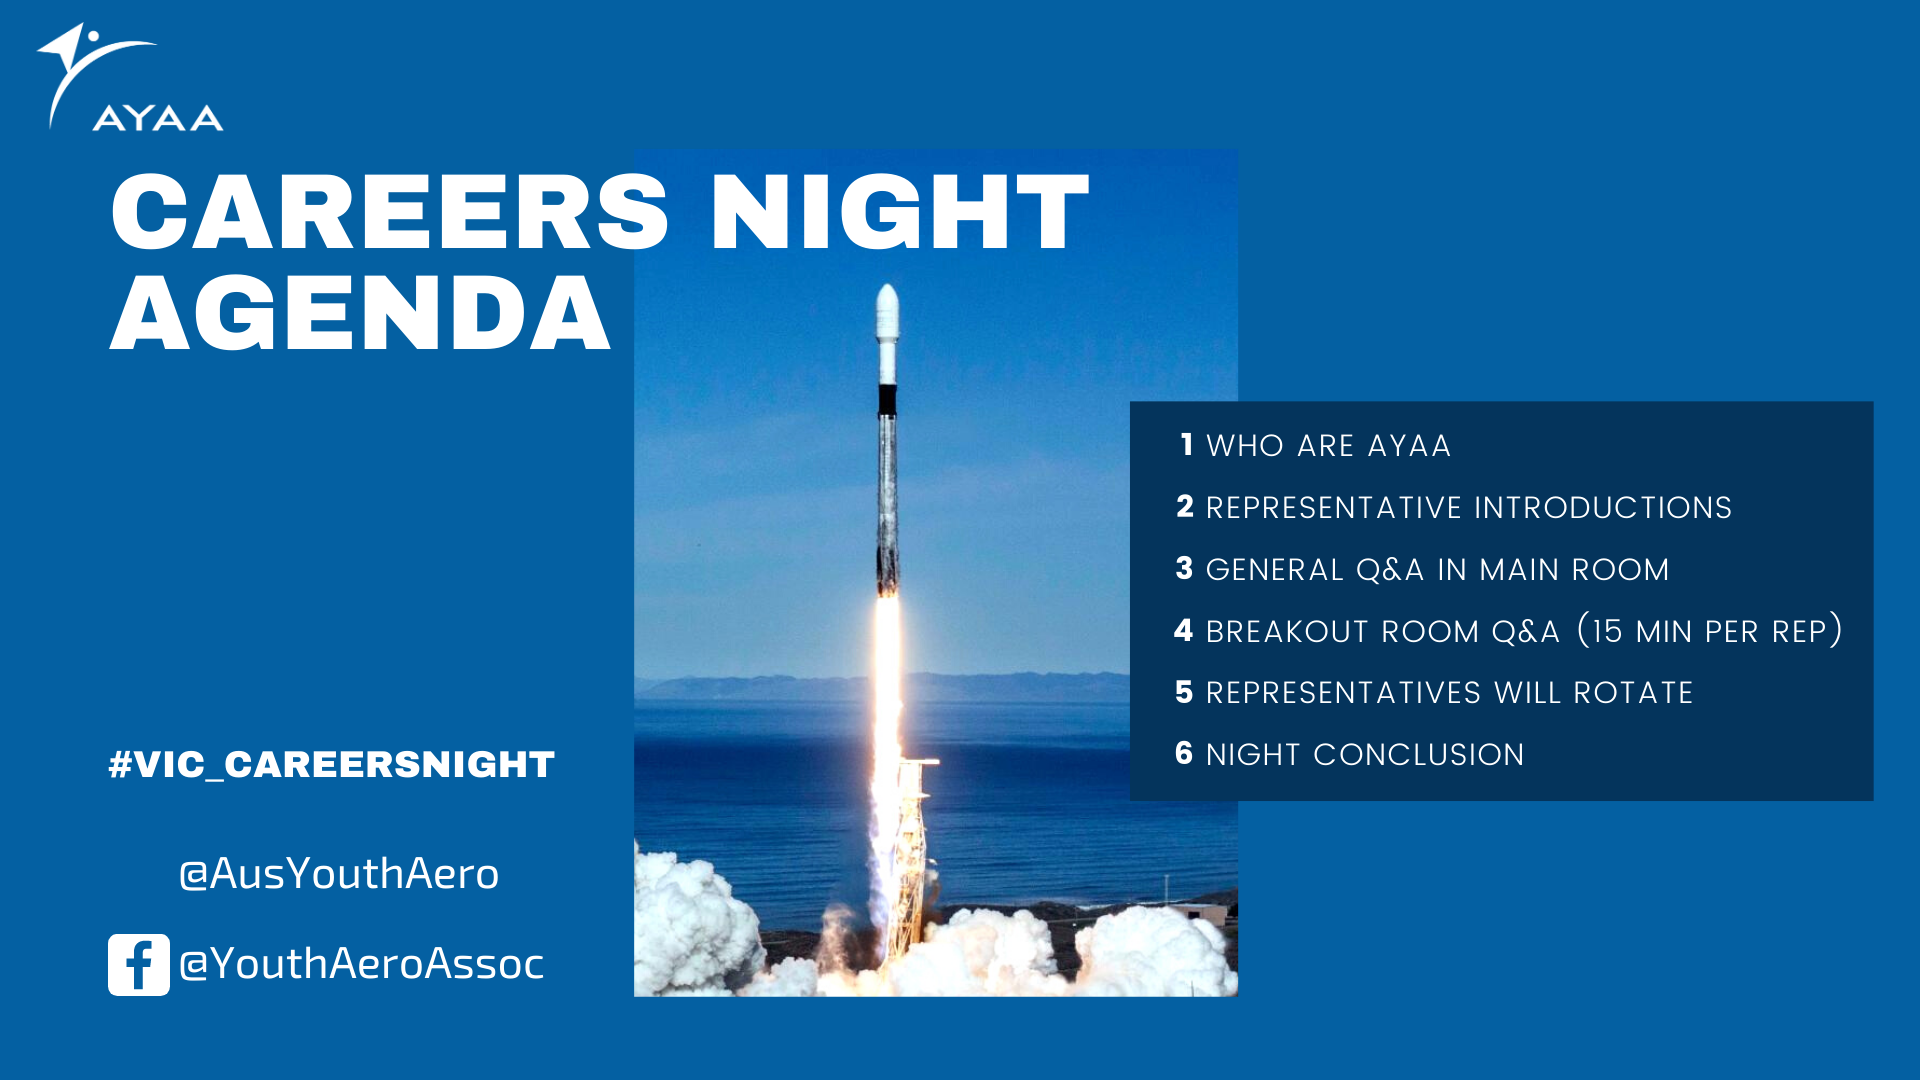 AYAA
CAREERS NIGHT
AGENDA
1 WHO ARE AYAA
2 REPRESENTATIVE INTRODUCTIONS
3 GENERAL Q&A IN MAIN ROOM
4 BREAKOUT ROOM Q&A (15 MIN PER REP)
5 REPRESENTATIVES WILL ROTATE
6 NIGHT CONCLUSION
#VIC_CAREERSNIGHT
@AusYouthAero
@YouthAeroAssoc